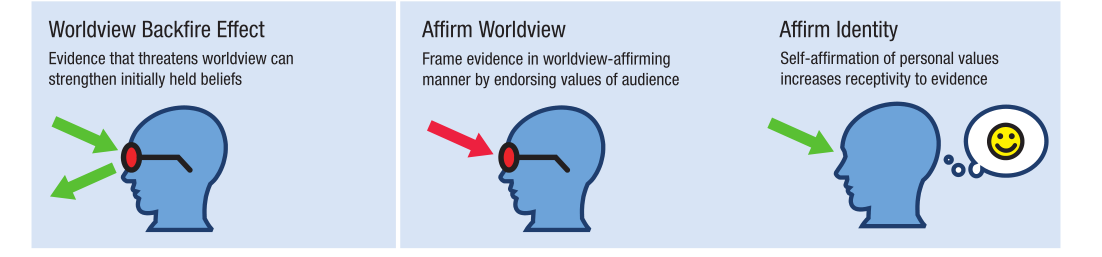 Worldview Backfire Effect
Evidence that threatens worldview can
strengthen initially held beliefs
Affirm Worldview
Frame evidence in worldview-affirming
manner by endorsing values of audience
Affirm Identity
Self-affirmation of personal values
increases receptivity to evidence